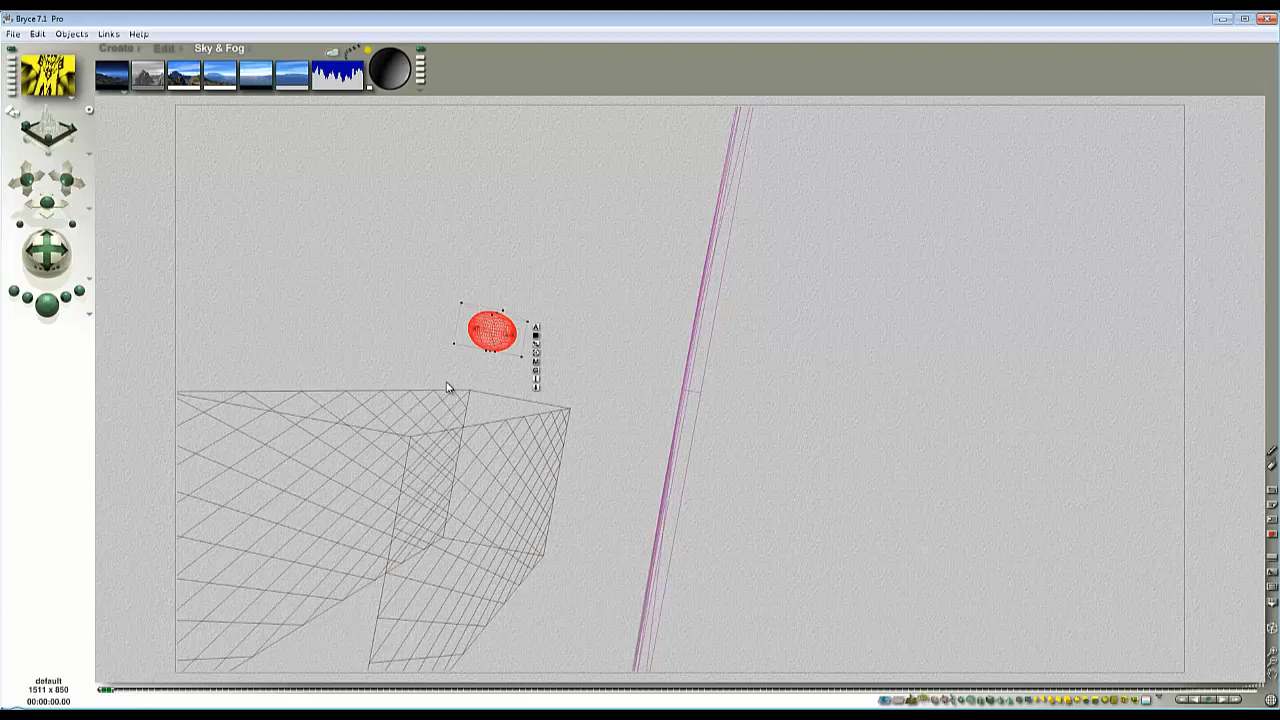 Bryce 7.1 Pro
File Edit Objects Links Help
Create Edit Sky & Fog
A
M
default
1511 x 850
00:00:00.00